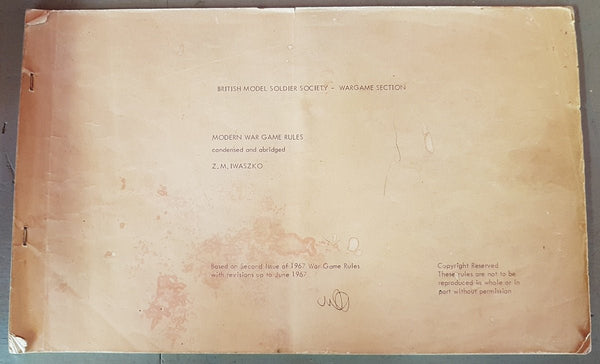 BRITISH MODEL SOLDIER SOCIETY - WARGAME SECTION
MODERN WAR GAME RULES
condensed and abridged
Z. M. IWASZKO
Based on Second Issue of 1967 War Game Rules
with revisions up to June 1967
Copyright Reserved
These rules are not to be
reproduced in whole or in
part without permission